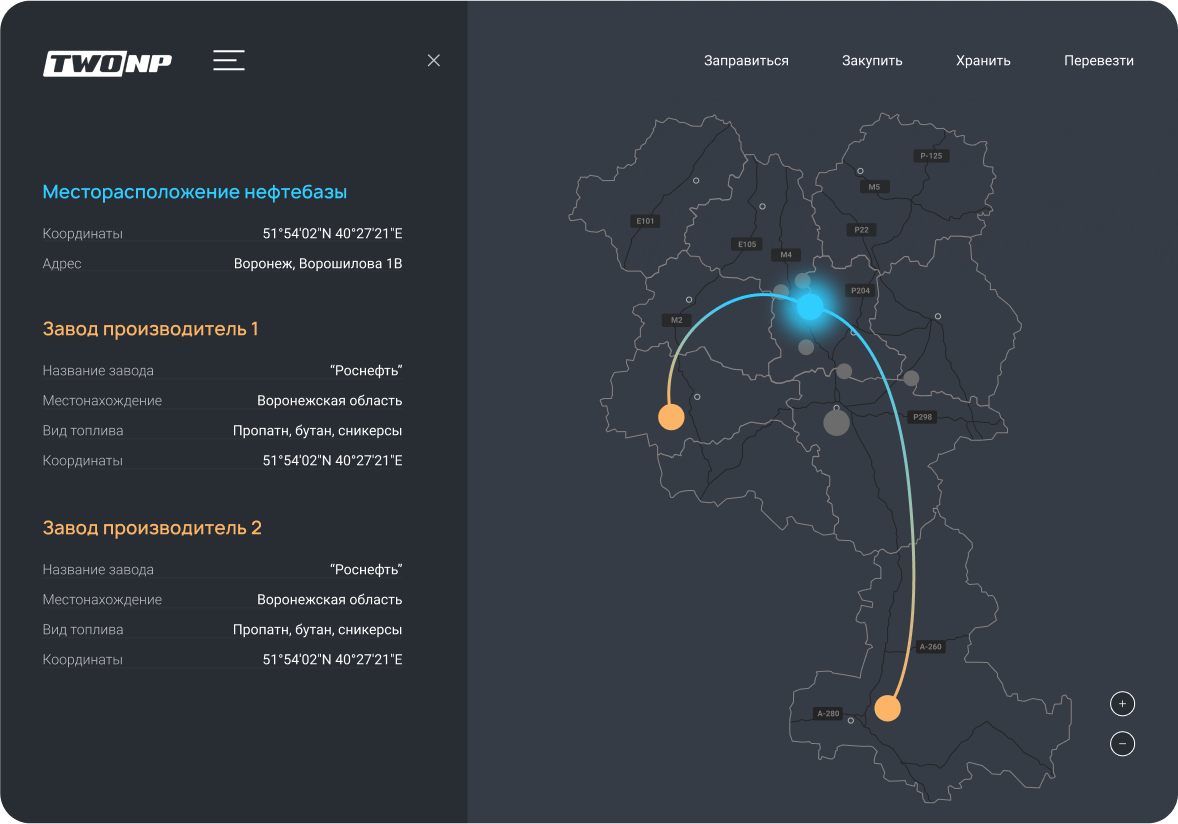 TWO NP
Заправиться
Закупить
Хранить
Перевезти
Месторасположение нефтебазы
Координаты 51°54'02"N 40°27'21"E
Адрес Воронеж, Ворошилова 1В
Завод производитель 1
Название завода “Роснефть”
Местонахождение Воронежская область
Вид топлива Пропатн, бутан, сникерсы
Координаты 51°54'02"N 40°27'21"E
Завод производитель 2
Название завода “Роснефть”
Местонахождение Воронежская область
Вид топлива Пропатн, бутан, сникерсы
Координаты 51°54'02"N 40°27'21"E
P-125
M5
E101
P22
E105
M4
P204
M2
P298
A-260
A-280
+
−